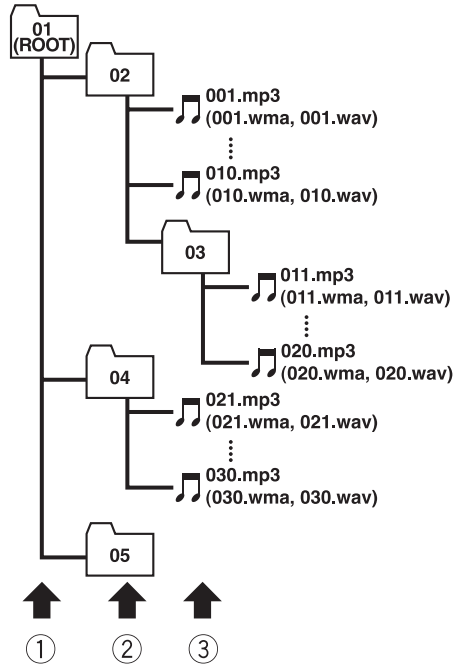 01
(ROOT)
02
001.mp3
(001.wma, 001.wav)
010.mp3
(010.wma, 010.wav)
03
011.mp3
(011.wma, 011.wav)
020.mp3
(020.wma, 020.wav)
04
021.mp3
(021.wma, 021.wav)
030.mp3
(030.wma, 030.wav)
05
① ② ③